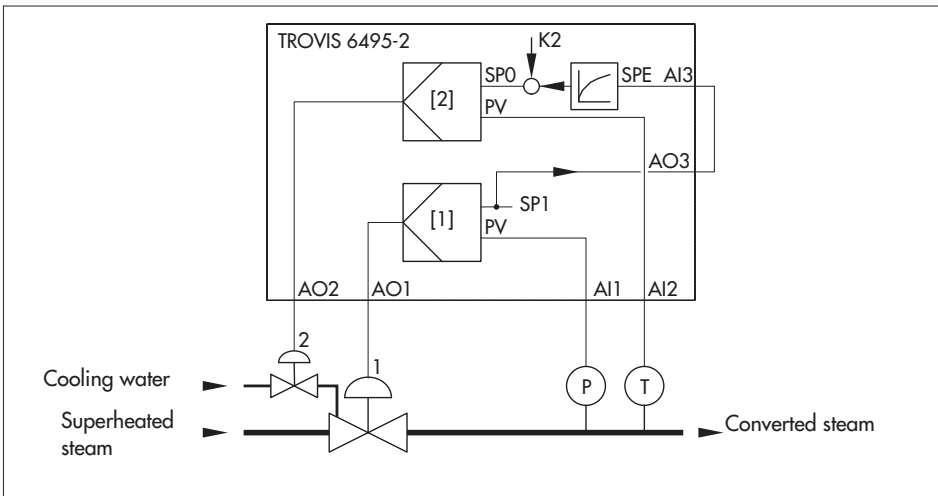 TROVIS 6495-2
K2
SP0
SPE
AI3
[2]
PV
AO3
SP1
[1]
PV
AO2
AO1
AI1
AI2
2
1
Cooling water
P
T
Superheated
steam
Converted steam